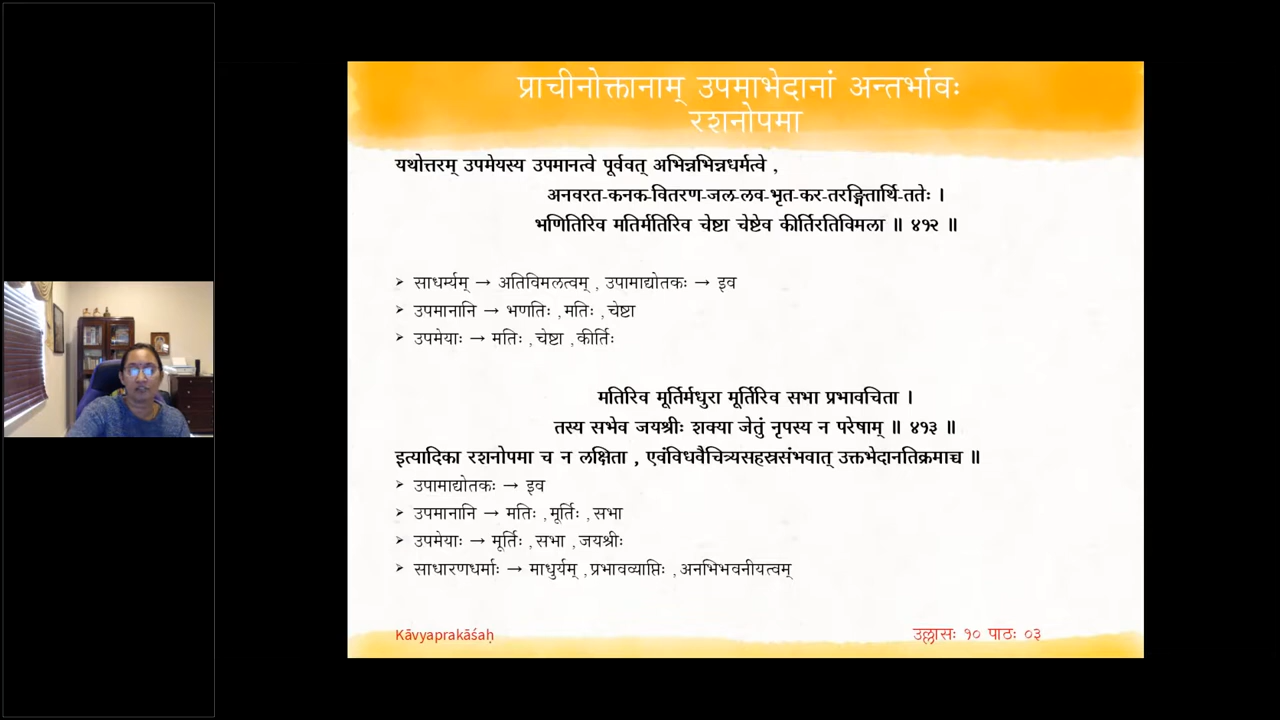 प्राचीनोक्तानाम् उपमाभेदानां अन्तर्भावः
रशनोपमा
यथोत्तरम् उपमेयस्य उपमानत्वे पूर्ववत् अभिन्नभिन्नधर्मत्वे ,
अनवरत-कनक-वितरण-जल-लव-भृत-कर-तरङ्गितार्थि-ततेः ।
भणितिरिव मतिर्मतिरिव चेष्टा चेष्टेव कीर्तिरतिविमला ॥ ४१२ ॥
➢ साधर्म्यम् → अतिविमलत्वम् , उपामाद्योतकः → इव
➢ उपमानानि → भणतिः ,मतिः ,चेष्टा
➢ उपमेयाः → मतिः ,चेष्टा ,कीर्तिः
मतिरिव मूर्तिर्मधुरा मूर्तिरिव सभा प्रभावचिता ।
तस्य सभेव जयश्रीः शक्या जेतुं नृपस्य न परेषाम् ॥ ४१३ ॥
इत्यादिका रशनोपमा च न लक्षिता , एवंविधवैचित्र्यसहस्रसंभवात् उक्तभेदानतिक्रमाच्च ॥
➢ उपामाद्योतकः → इव
➢ उपमानानि → मतिः ,मूर्तिः ,सभा
➢ उपमेयाः → मूर्तिः ,सभा ,जयश्रीः
➢ साधारणधर्माः → माधुर्यम् ,प्रभावव्याप्तिः ,अनभिभवनीयत्वम्
Kāvyaprakāśaḥ उल्लासः १० पाठः ०३